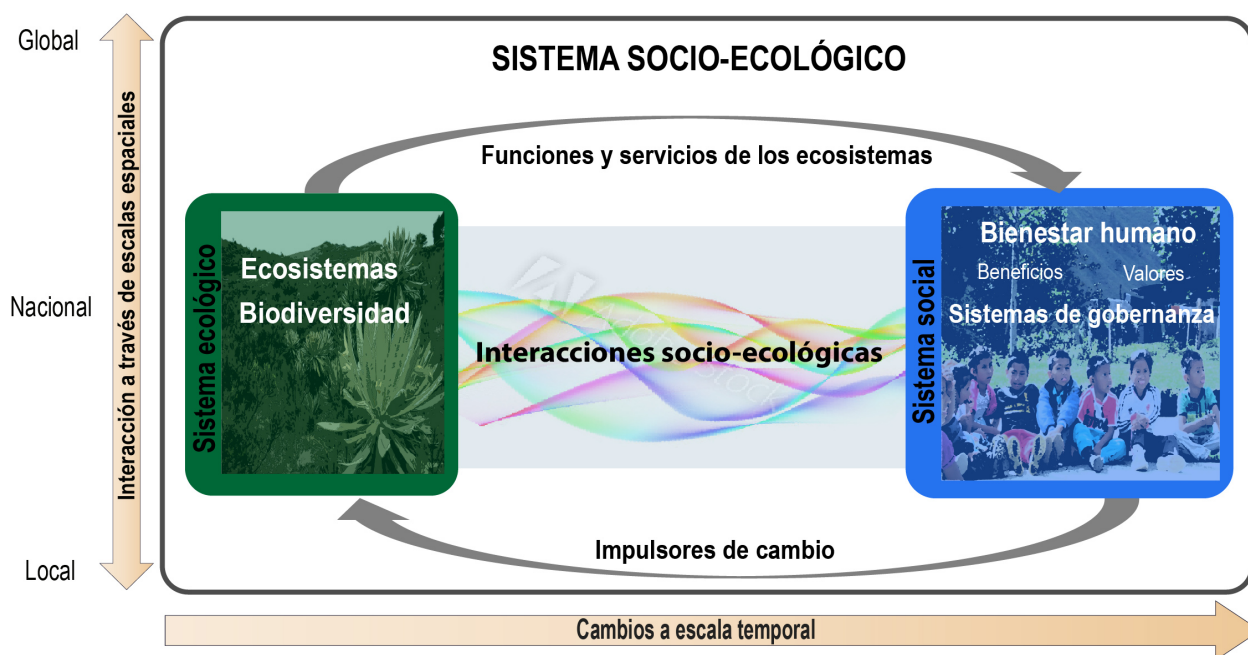 Global
SISTEMA SOCIO-ECOLÓGICO
Interacción a través de escalas espaciales
Funciones y servicios de los ecosistemas
Sistema ecológico
Ecosistemas
Biodiversidad
Nacional
Interacciones socio-ecológicas
Adobe Stock
Sistema social
Bienestar humano
Beneficios Valores
Sistemas de gobernanza
Impulsores de cambio
Local
Cambios a escala temporal